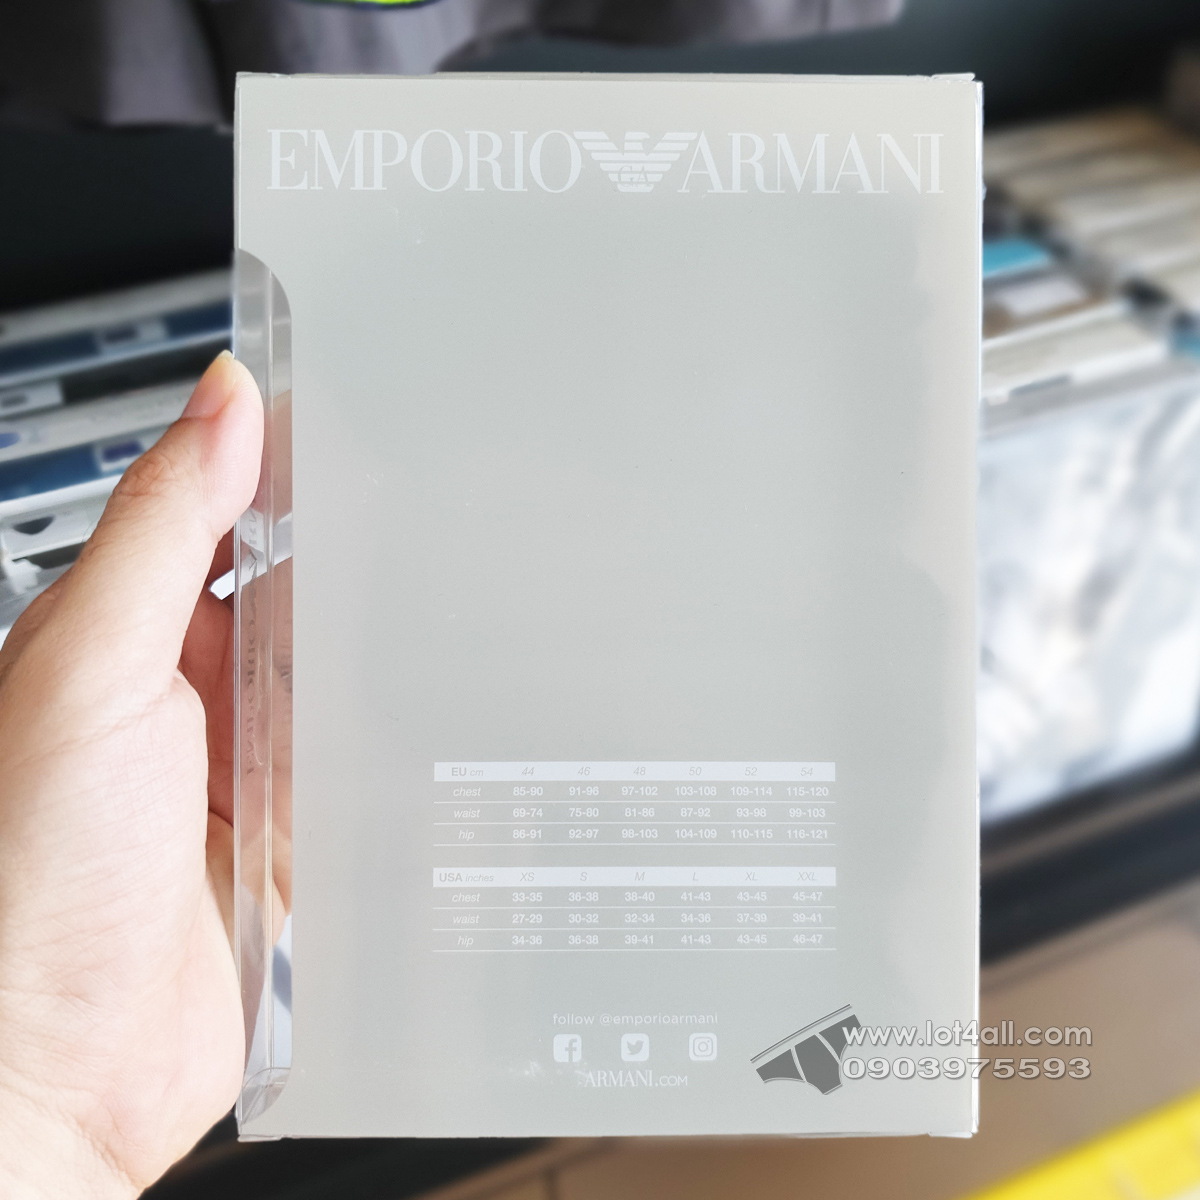 EMPORIO ARMANI
EU cm 44 46 48 50 52 54
chest 85-90 91-96 97-102 103-108 109-114 115-120
waist 69-74 75-80 81-86 87-92 93-98 99-103
hip 86-91 92-97 98-103 104-109 110-115 116-121
USA inches XS S M L XL XXL
chest 33-35 36-38 38-40 41-43 43-45 45-47
waist 27-29 30-32 32-34 34-36 37-39 39-41
hip 34-36 36-38 39-41 41-43 43-45 46-47
follow @emporioarmani
ARMANI.COM
www.lot4all.com
0903975593